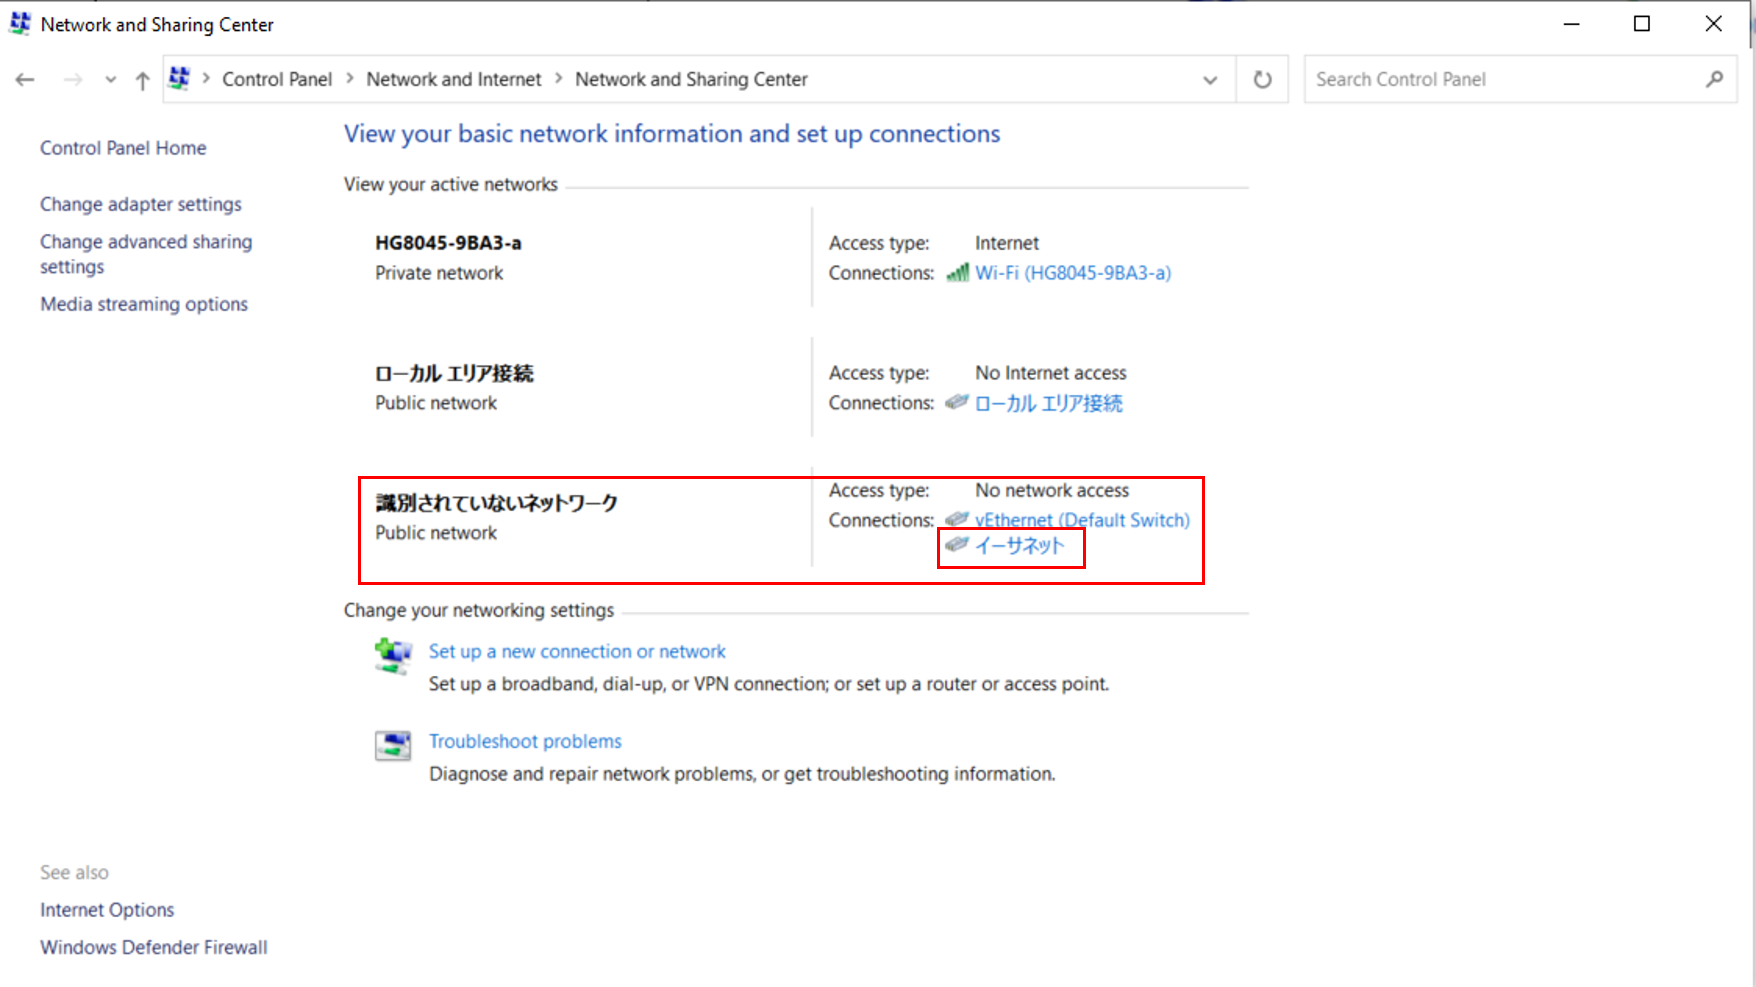 Network and Sharing Center
Control Panel > Network and Internet > Network and Sharing Center
Search Control Panel
Control Panel Home
Change adapter settings
Change advanced sharing
settings
Media streaming options
View your basic network information and set up connections
View your active networks
HG8045-9BA3-a
Private network
Access type: Internet
Connections: Wi-Fi (HG8045-9BA3-a)
ローカル エリア接続
Public network
Access type: No Internet access
Connections: ローカル エリア接続
識別されていないネットワーク
Public network
Access type: No network access
Connections: vEthernet (Default Switch)
イーサネット
Change your networking settings
Set up a new connection or network
Set up a broadband, dial-up, or VPN connection; or set up a router or access point.
Troubleshoot problems
Diagnose and repair network problems, or get troubleshooting information.
See also
Internet Options
Windows Defender Firewall